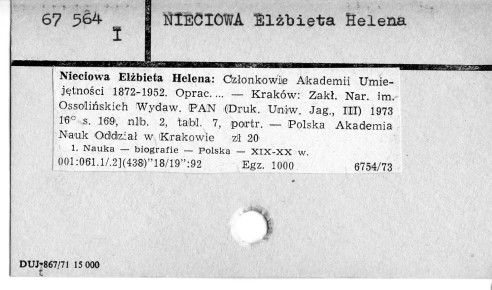 67 564
I
NIECIOWA Elżbieta Helena
Nieciowa Elżbieta Helena: Członkowie Akademii Umie-
jętności 1872-1952. Oprac. ... — Kraków: Zakł. Nar. im.
Ossolińskich Wydaw. PAN (Druk. Uniw. Jag., III) 1973
16° s. 169, nlb. 2, tabl. 7, portr. — Polska Akademia
Nauk Oddział w Krakowie zł 20
1. Nauka — biografie — Polska — XIX-XX w.
001:061.1/.2](438)"18/19":92 Egz. 1000 6754/73
DUJ-867/71 15 000